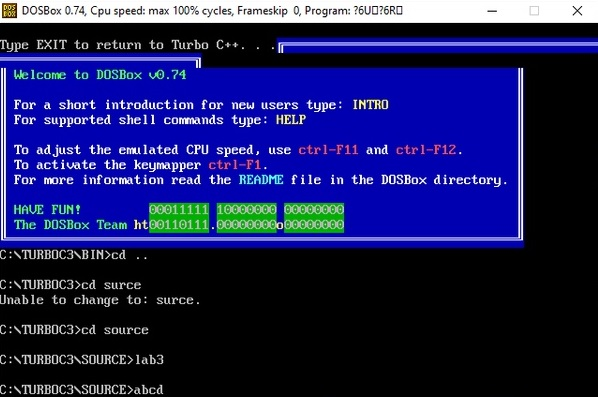 DOSBox 0.74, Cpu speed: max 100% cycles, Frameskip 0, Program: ?6U▯?6R▯
Type EXIT to return to Turbo C++. . .
Welcome to DOSBox v0.74
For a short introduction for new users type: INTRO
For supported shell commands type: HELP
To adjust the emulated CPU speed, use ctrl-F11 and ctrl-F12.
To activate the keymapper ctrl-F1.
For more information read the README file in the DOSBox directory.
HAVE FUN! 00011111 10000000 00000000
The DOSBox Team ht00110111.00000000o00000000
C:\TURBOC3\BIN>cd ..
C:\TURBOC3>cd surce
Unable to change to: surce.
C:\TURBOC3>cd source
C:\TURBOC3\SOURCE>lab3
C:\TURBOC3\SOURCE>abcd